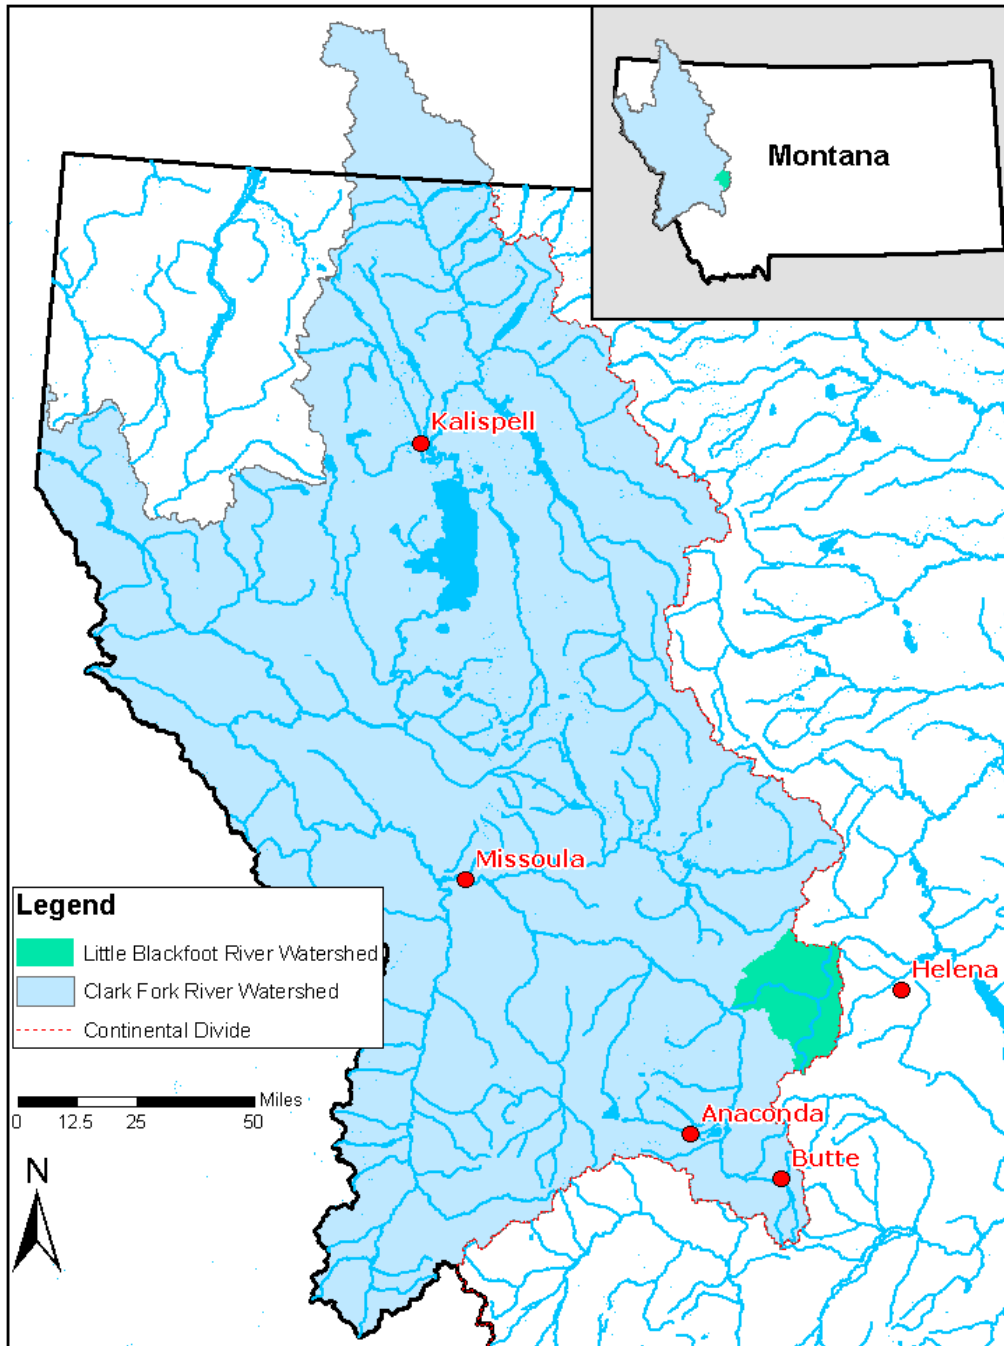 Montana
Kalispell
Missoula
Legend
Little Blackfoot River Watershed
Clark Fork River Watershed
Continental Divide
Helena
Miles
0 12.5 25 50
Anaconda
Butte
N